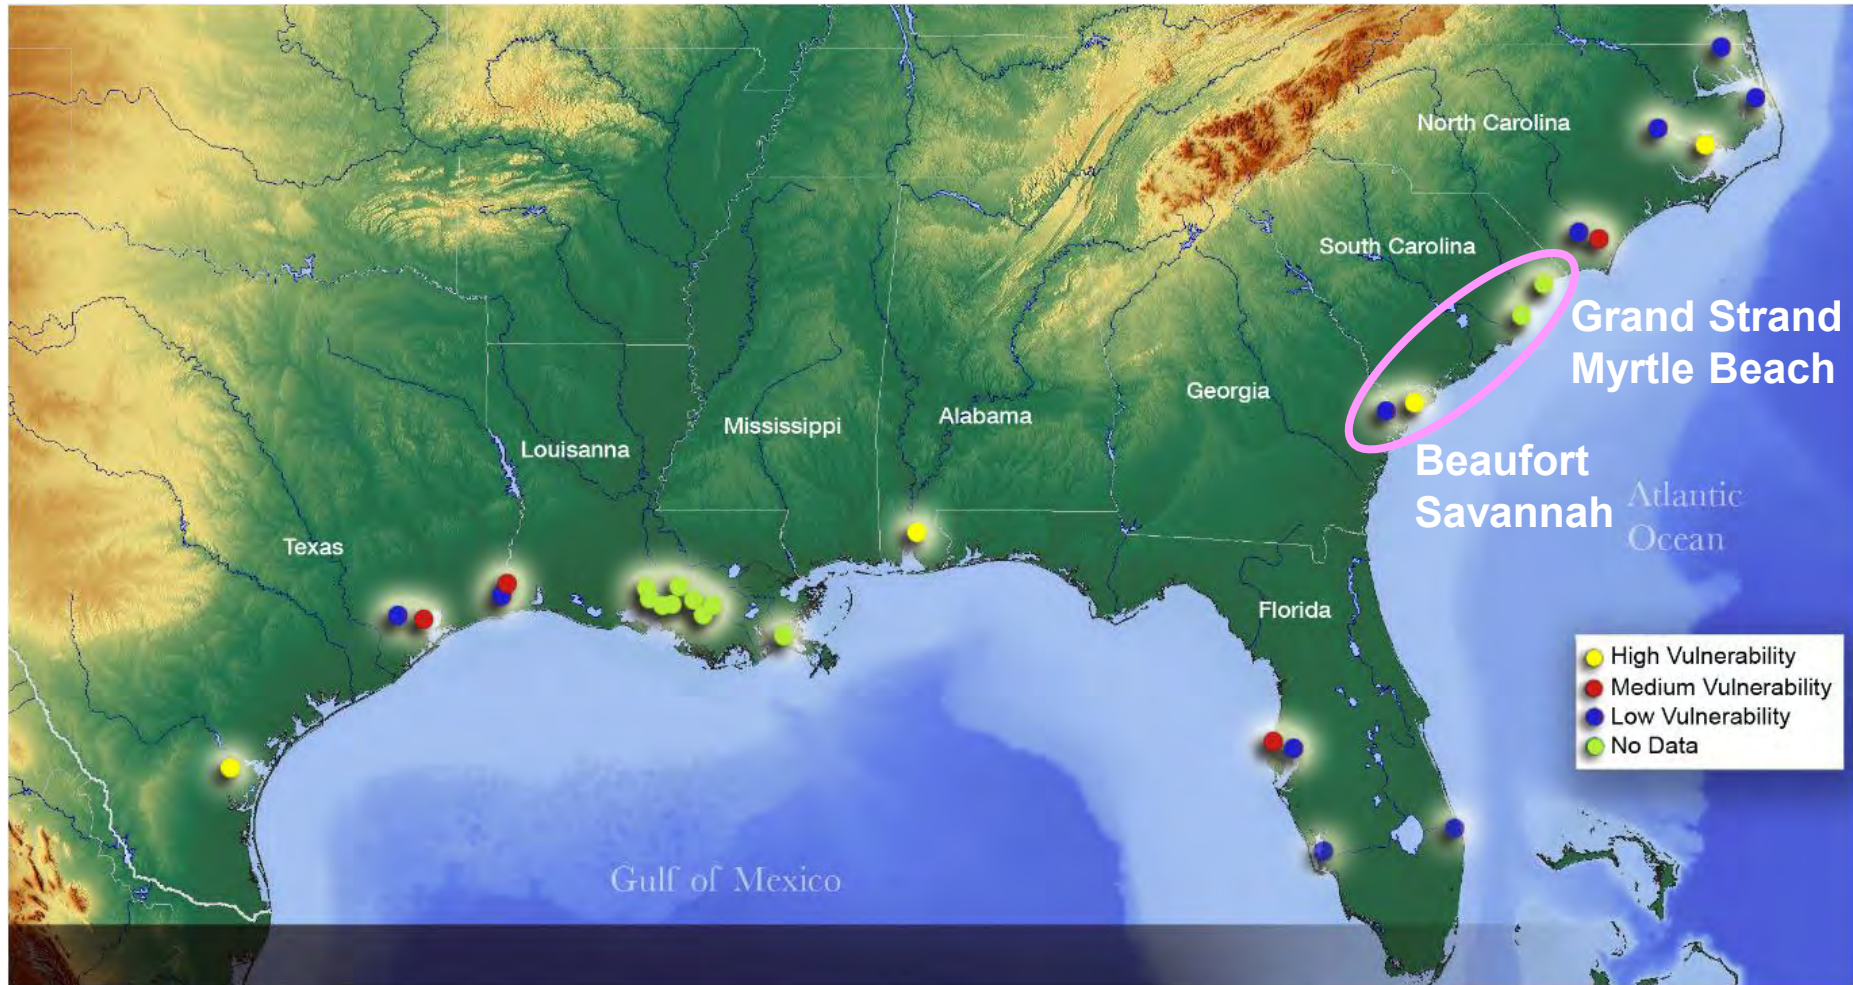 North Carolina
South Carolina
Grand Strand
Myrtle Beach
Georgia
Alabama
Mississippi
Louisanna
Beaufort
Savannah
Atlantic
Ocean
Texas
Florida
High Vulnerability
Medium Vulnerability
Low Vulnerability
No Data
Gulf of Mexico